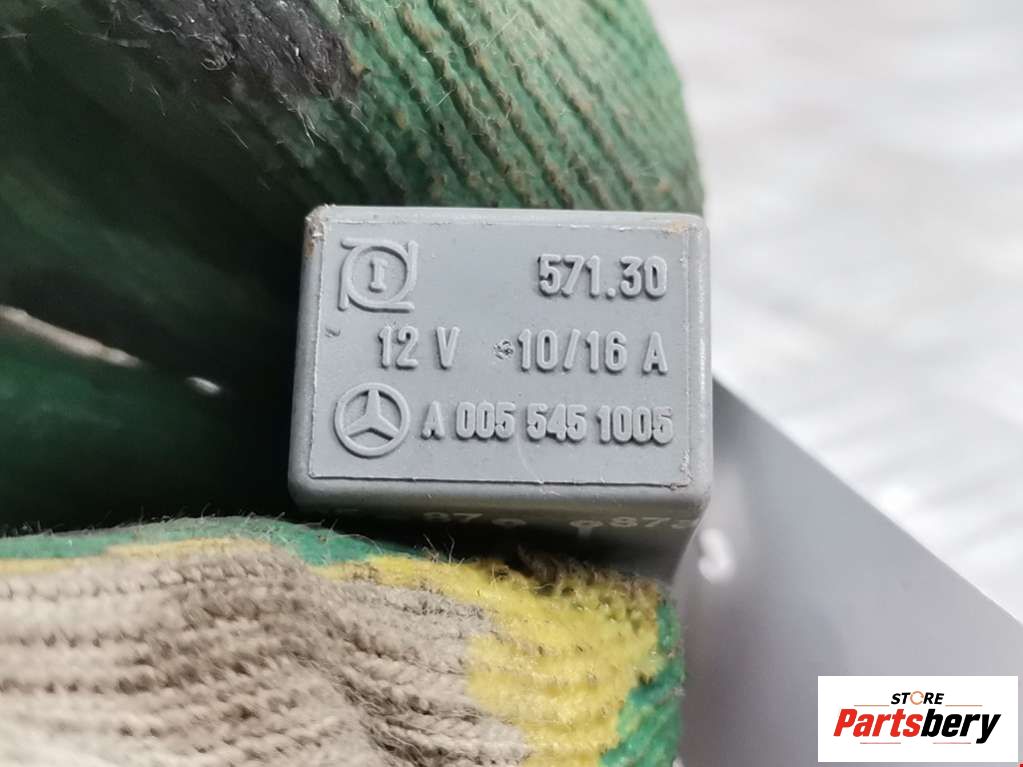 571.30
12 V 10/16 A
A 005 545 1005
STORE
Partsbery